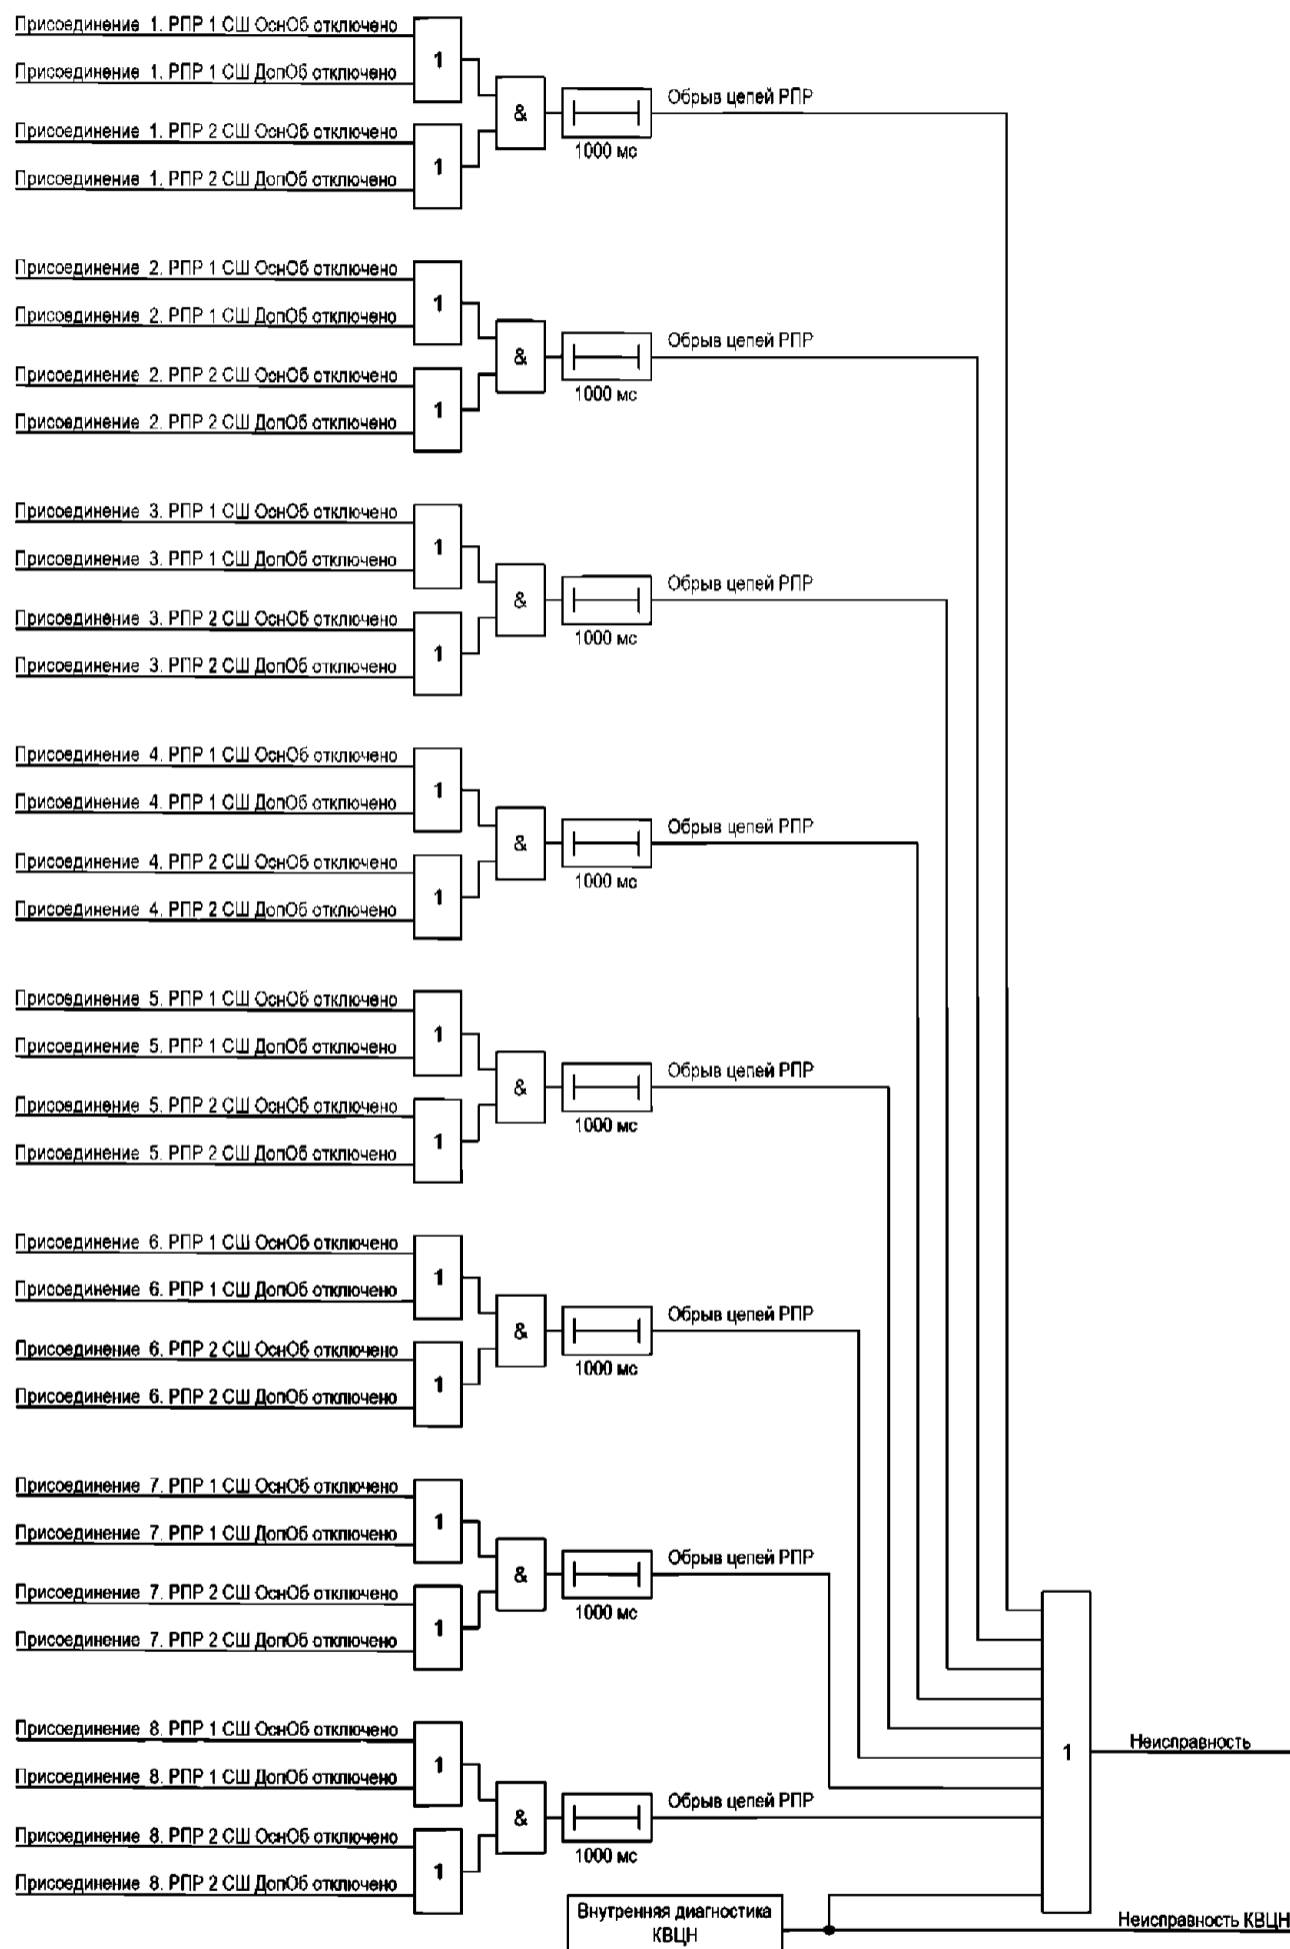 Присоединение 1. РПР 1 СШ ОснОб отключено
1
Присоединение 1. РПР 1 СШ ДопОб отключено
&
Обрыв цепей РПР
1000 мс
Присоединение 1. РПР 2 СШ ОснОб отключено
1
Присоединение 1. РПР 2 СШ ДопОб отключено
Присоединение 2. РПР 1 СШ ОснОб отключено
1
Присоединение 2. РПР 1 СШ ДопОб отключено
&
Обрыв цепей РПР
1000 мс
Присоединение 2. РПР 2 СШ ОснОб отключено
1
Присоединение 2. РПР 2 СШ ДопОб отключено
Присоединение 3. РПР 1 СШ ОснОб отключено
1
Присоединение 3. РПР 1 СШ ДопОб отключено
&
Обрыв цепей РПР
1000 мс
Присоединение 3. РПР 2 СШ ОснОб отключено
1
Присоединение 3. РПР 2 СШ ДопОб отключено
Присоединение 4. РПР 1 СШ ОснОб отключено
1
Присоединение 4. РПР 1 СШ ДопОб отключено
&
Обрыв цепей РПР
1000 мс
Присоединение 4. РПР 2 СШ ОснОб отключено
1
Присоединение 4. РПР 2 СШ ДопОб отключено
Присоединение 5. РПР 1 СШ ОснОб отключено
1
Присоединение 5. РПР 1 СШ ДопОб отключено
&
Обрыв цепей РПР
1000 мс
Присоединение 5. РПР 2 СШ ОснОб отключено
1
Присоединение 5. РПР 2 СШ ДопОб отключено
Присоединение 6. РПР 1 СШ ОснОб отключено
1
Присоединение 6. РПР 1 СШ ДопОб отключено
&
Обрыв цепей РПР
1000 мс
Присоединение 6. РПР 2 СШ ОснОб отключено
1
Присоединение 6. РПР 2 СШ ДопОб отключено
Присоединение 7. РПР 1 СШ ОснОб отключено
1
Присоединение 7. РПР 1 СШ ДопОб отключено
&
Обрыв цепей РПР
1000 мс
Присоединение 7. РПР 2 СШ ОснОб отключено
1
Присоединение 7. РПР 2 СШ ДопОб отключено
Присоединение 8. РПР 1 СШ ОснОб отключено
1
Присоединение 8. РПР 1 СШ ДопОб отключено
&
Обрыв цепей РПР
1000 мс
Присоединение 8. РПР 2 СШ ОснОб отключено
1
Присоединение 8. РПР 2 СШ ДопОб отключено
1
Неисправность
Внутренняя диагностика
КВЦН
Неисправность КВЦН